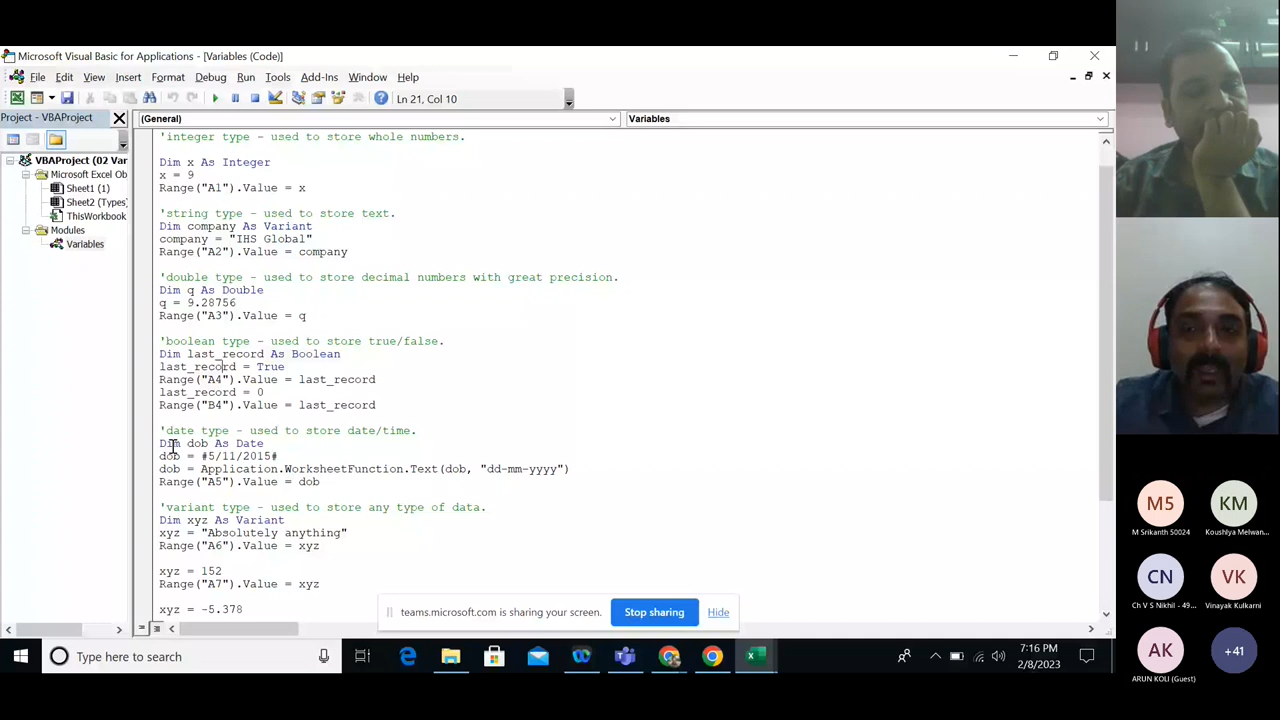 Microsoft Visual Basic for Applications - [Variables (Code)]
File Edit View Insert Format Debug Run Tools Add-Ins Window Help
Ln 21, Col 10
Project - VBAProject
(General)
Variables
VBAProject (02 Var
Microsoft Excel Ob
Sheet1 (1)
Sheet2 (Types)
ThisWorkbook
Modules
Variables
'integer type - used to store whole numbers.
Dim x As Integer
x = 9
Range("A1").Value = x
'string type - used to store text.
Dim company As Variant
company = "IHS Global"
Range("A2").Value = company
'double type - used to store decimal numbers with great precision.
Dim q As Double
q = 9.28756
Range("A3").Value = q
'boolean type - used to store true/false.
Dim last_record As Boolean
last_record = True
Range("A4").Value = last_record
last_record = 0
Range("B4").Value = last_record
'date type - used to store date/time.
Dim dob As Date
dob = #5/11/2015#
dob = Application.WorksheetFunction.Text(dob, "dd-mm-yyyy")
Range("A5").Value = dob
'variant type - used to store any type of data.
Dim xyz As Variant
xyz = "Absolutely anything"
Range("A6").Value = xyz
xyz = 152
Range("A7").Value = xyz
xyz = -5.378
teams.microsoft.com is sharing your screen.
Stop sharing
Hide
M5
M Srikanth 50024
KM
Koushlya Melwan...
CN
Ch V S Nikhil - 49...
VK
Vinayak Kulkarni
AK
ARUN KOLI (Guest)
+41
Type here to search
7:16 PM
2/8/2023